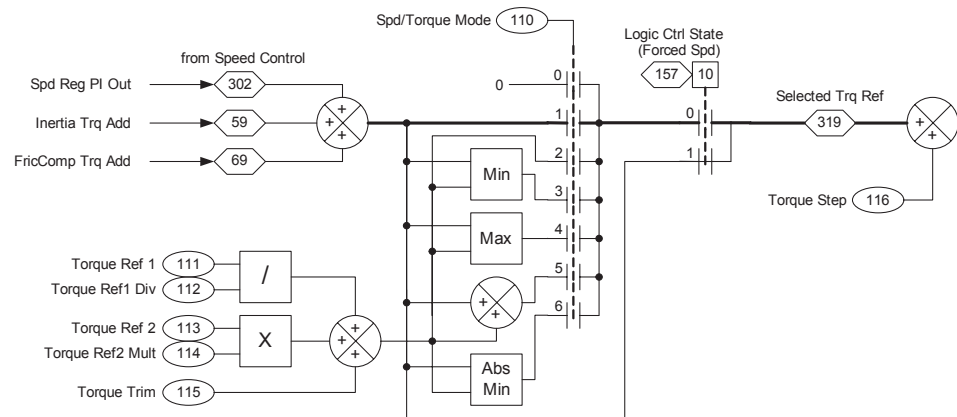 Spd/Torque Mode 110
Logic Ctrl State
(Forced Spd)
157 10
from Speed Control
Spd Reg PI Out 302
Inertia Trq Add 59
FricComp Trq Add 69
+ + +
0 0
1
2
3
4
5
6
Min
Max
+ +
Abs
Min
0
1
Selected Trq Ref
319
+ +
Torque Step 116
Torque Ref 1 111
Torque Ref1 Div 112
/
Torque Ref 2 113
Torque Ref2 Mult 114
X
Torque Trim 115
+ + +